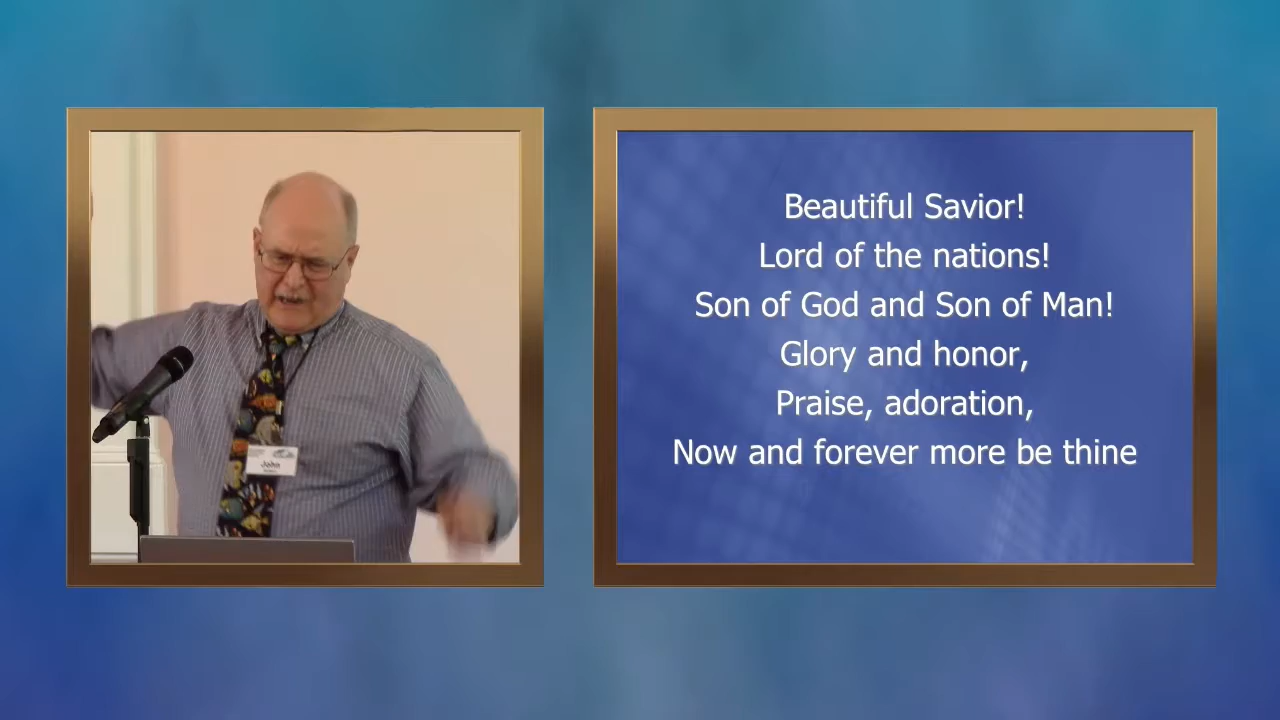 John
Beautiful Savior!
Lord of the nations!
Son of God and Son of Man!
Glory and honor,
Praise, adoration,
Now and forever more be thine